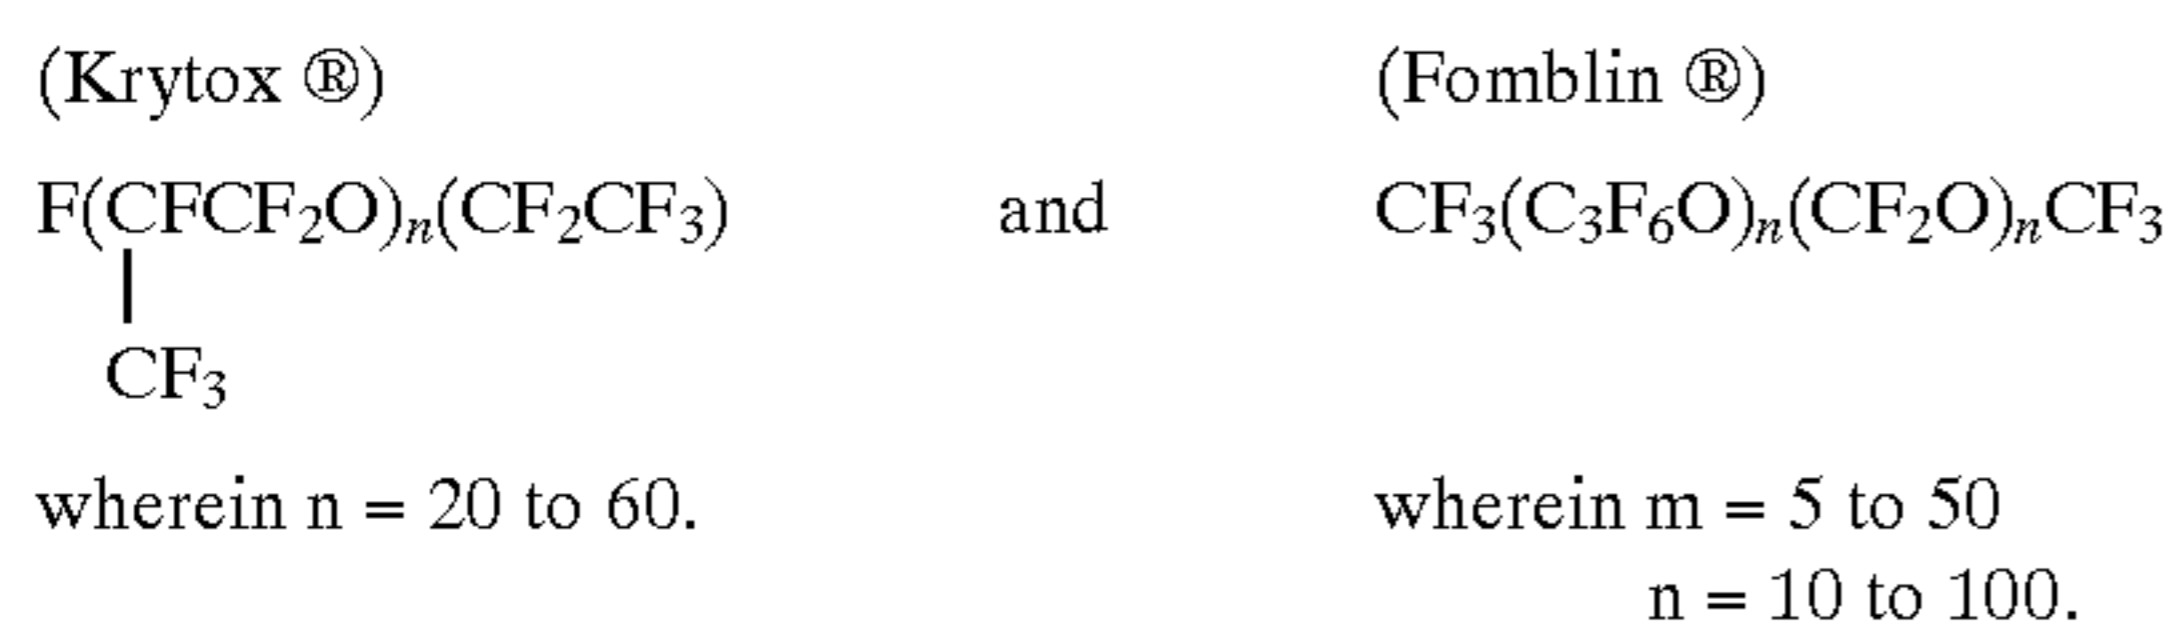 (Krytox ®) (Fomblin ®)
F(CFCF₂O)ₙ(CF₂CF₃) and CF₃(C₃F₆O)ₙ(CF₂O)ₙCF₃
CF₃
wherein n = 20 to 60. wherein m = 5 to 50
n = 10 to 100.